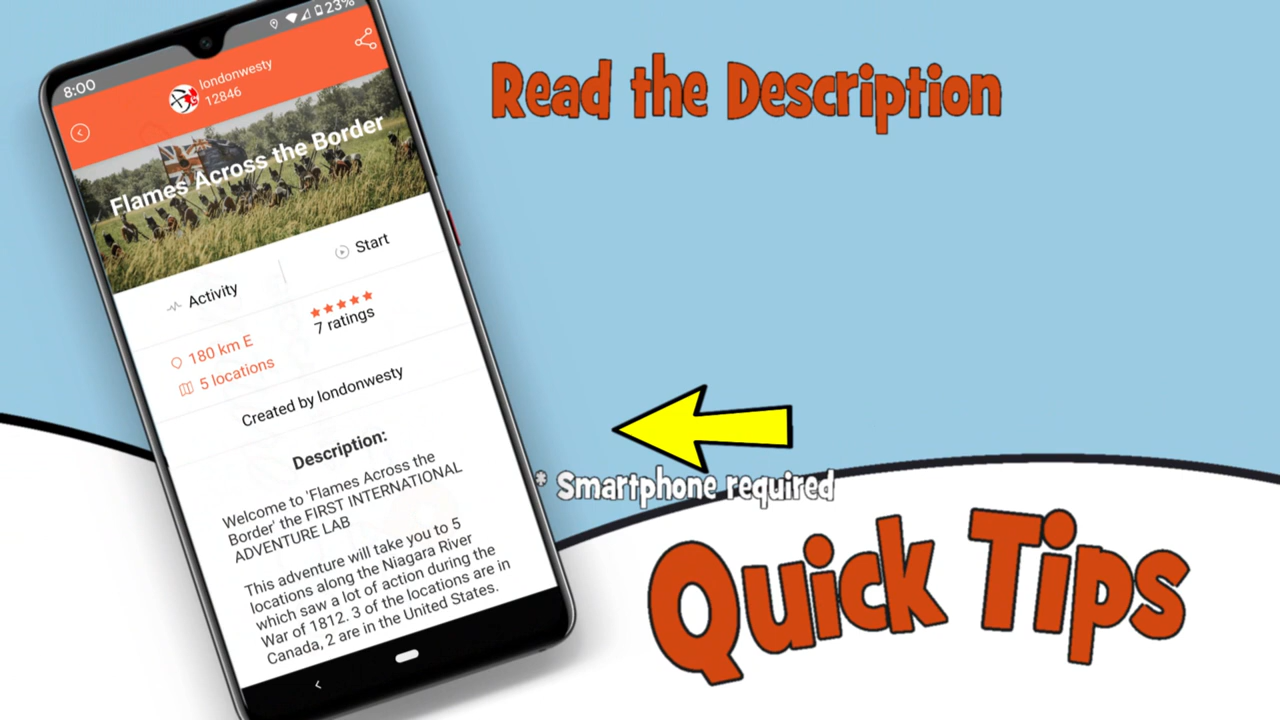 8:00
23%
londonwesty
12846
Flames Across the Border
Activity
Start
180 km E
5 locations
7 ratings
Created by londonwesty
Description:
Welcome to 'Flames Across the
Border' the FIRST INTERNATIONAL
ADVENTURE LAB
This adventure will take you to 5
locations along the Niagara River
which saw a lot of action during the
War of 1812. 3 of the locations are in
Canada, 2 are in the United States.
Read the Description
* Smartphone required
Quick Tips